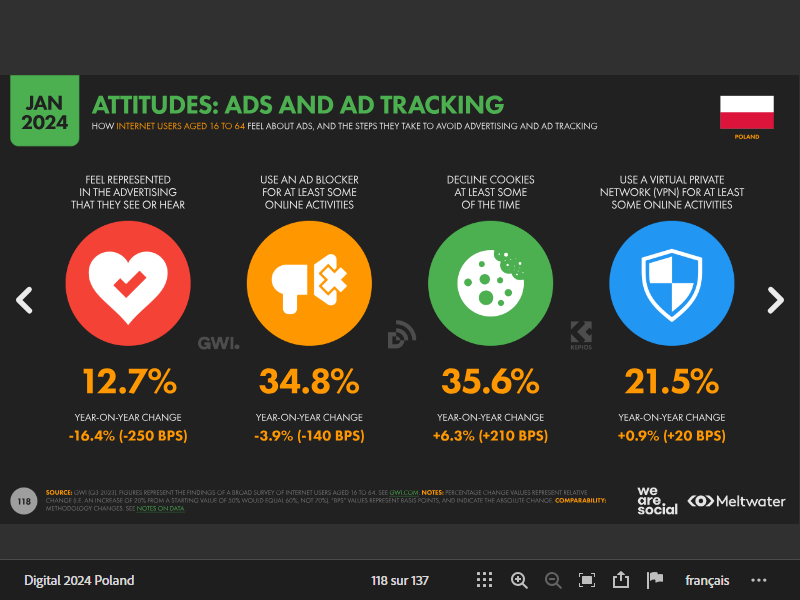 JAN
2024
ATTITUDES: ADS AND AD TRACKING
HOW INTERNET USERS AGED 16 TO 64 FEEL ABOUT ADS, AND THE STEPS THEY TAKE TO AVOID ADVERTISING AND AD TRACKING
POLAND
FEEL REPRESENTED
IN THE ADVERTISING
THAT THEY SEE OR HEAR
12.7%
YEAR-ON-YEAR CHANGE
-16.4% (-250 BPS)
USE AN AD BLOCKER
FOR AT LEAST SOME
ONLINE ACTIVITIES
34.8%
YEAR-ON-YEAR CHANGE
-3.9% (-140 BPS)
DECLINE COOKIES
AT LEAST SOME
OF THE TIME
35.6%
YEAR-ON-YEAR CHANGE
+6.3% (+210 BPS)
USE A VIRTUAL PRIVATE
NETWORK (VPN) FOR AT LEAST
SOME ONLINE ACTIVITIES
21.5%
YEAR-ON-YEAR CHANGE
+0.9% (+20 BPS)
GWI.
KEPIOS
118
SOURCE: GWI (Q3 2023). FIGURES REPRESENT THE FINDINGS OF A BROAD SURVEY OF INTERNET USERS AGED 16 TO 64. SEE GWI.COM. NOTES: PERCENTAGE CHANGE VALUES REPRESENT RELATIVE
CHANGE (I.E. AN INCREASE OF 20% FROM A STARTING VALUE OF 50% WOULD EQUAL 60%, NOT 70%). "BPS" VALUES REPRESENT BASIS POINTS, AND INDICATE THE ABSOLUTE CHANGE. COMPARABILITY:
METHODOLOGY CHANGES. SEE NOTES ON DATA.
we
are.
social
Meltwater
Digital 2024 Poland
118 sur 137
français